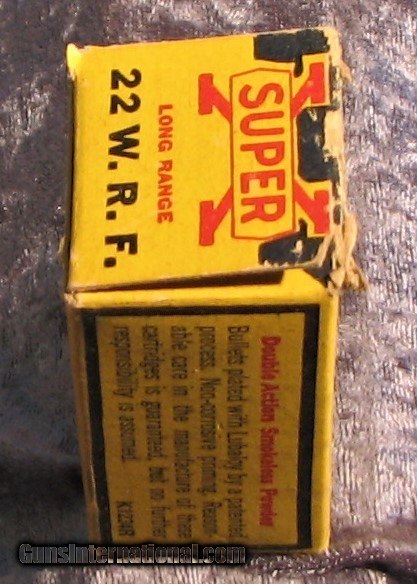 SUPER
X
LONG RANGE
22 W. R. F.
Double Action Smokeless Powder
Bullets plated with Lubaloy by a patented
process. Non-corrosive priming. Reason-
able care in the manufacture of these
cartridges is guaranteed, but no further
responsibility is assumed.
GunsInternational.com